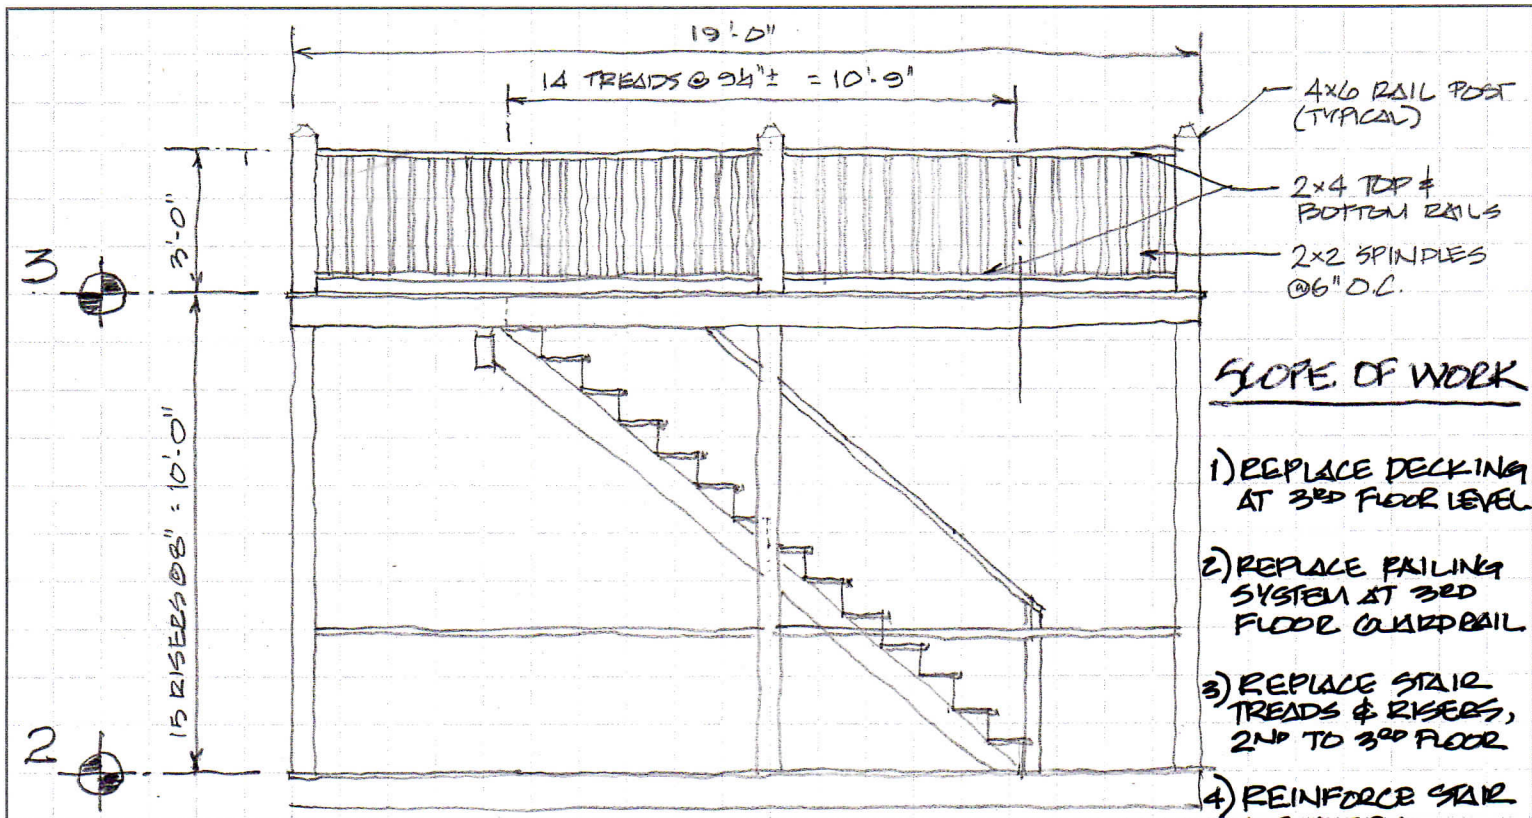 19'-0"
14 TREADS @ 9¼"± = 10'-9"
4x6 RAIL POST
(TYPICAL)
2x4 TOP &
BOTTOM RAILS
2x2 SPINDLES
@6" O.C.
3'-0"
3
15 RISERS @8" = 10'-0"
2
SCOPE OF WORK
1) REPLACE DECKING
AT 3RD FLOOR LEVEL
2) REPLACE RAILING
SYSTEM AT 3RD
FLOOR GUARDRAIL
3) REPLACE STAIR
TREADS & RISERS,
2ND TO 3RD FLOOR
4) REINFORCE STAIR